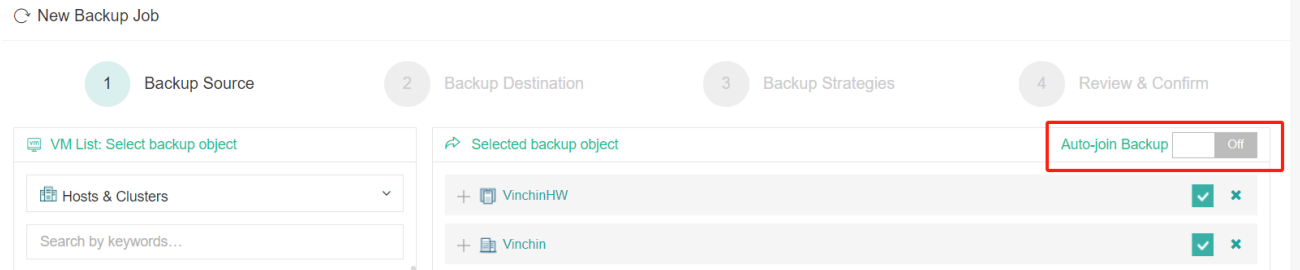 New Backup Job
1 Backup Source 2 Backup Destination 3 Backup Strategies 4 Review & Confirm
VM List: Select backup object
Hosts & Clusters
Search by keywords...
Selected backup object
Auto-join Backup Off
VinchinHW
Vinchin